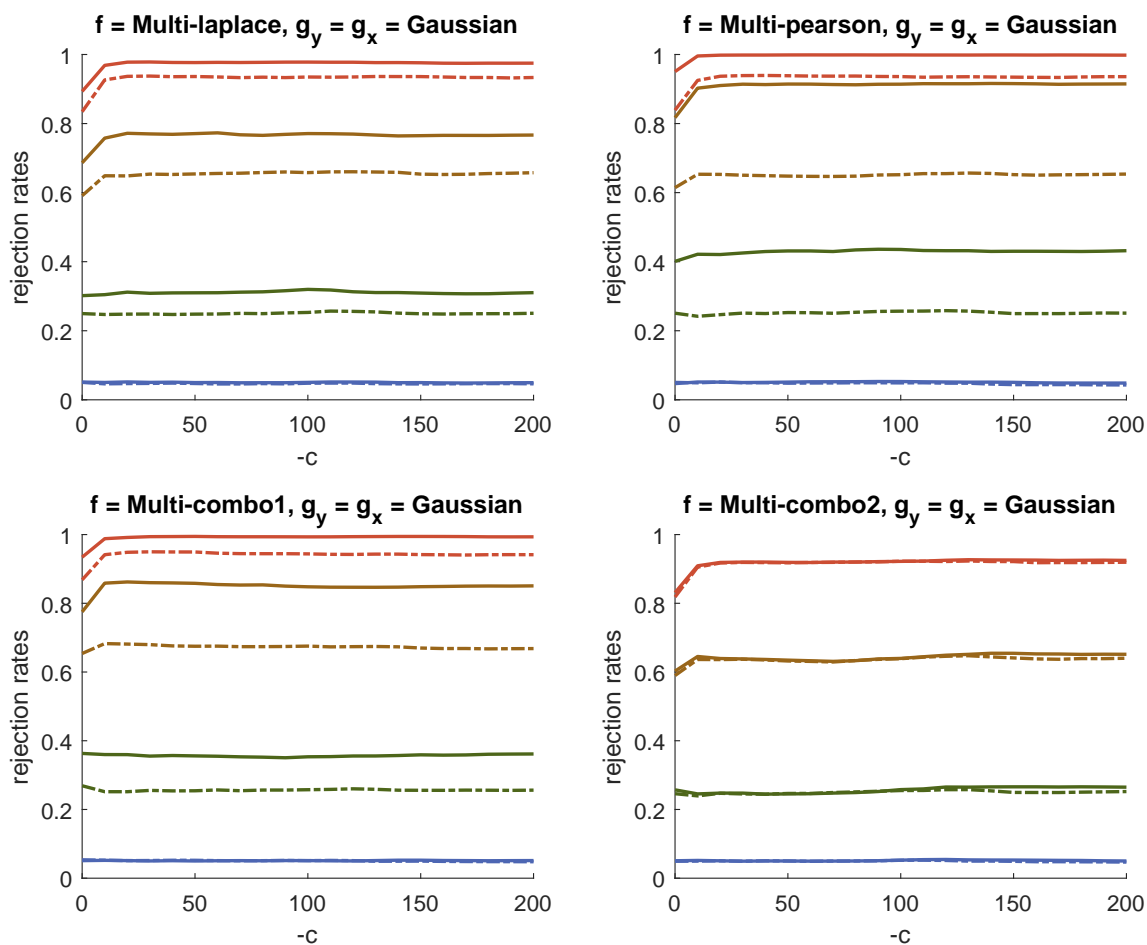 f = Multi-laplace, g_y = g_x = Gaussian
1
0.8
0.6
0.4
0.2
0
rejection rates
0 50 100 150 200
-c
f = Multi-pearson, g_y = g_x = Gaussian
1
0.8
0.6
0.4
0.2
0
rejection rates
0 50 100 150 200
-c
f = Multi-combo1, g_y = g_x = Gaussian
1
0.8
0.6
0.4
0.2
0
rejection rates
0 50 100 150 200
-c
f = Multi-combo2, g_y = g_x = Gaussian
1
0.8
0.6
0.4
0.2
0
rejection rates
0 50 100 150 200
-c